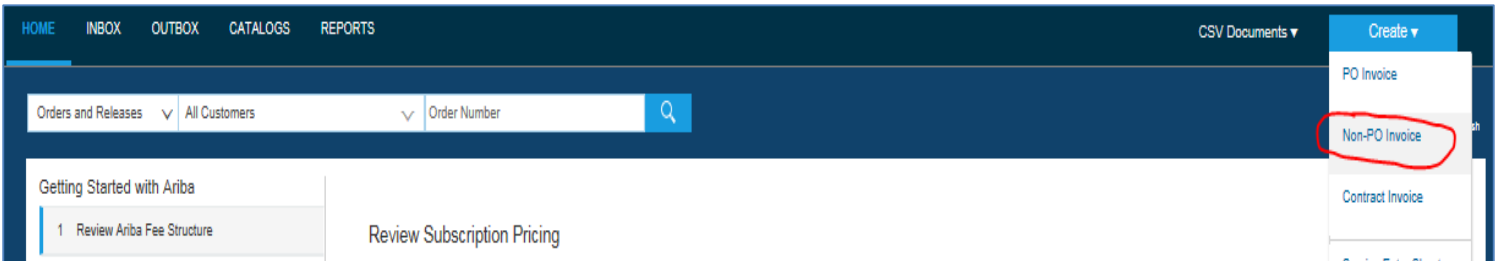 HOME INBOX OUTBOX CATALOGS REPORTS CSV Documents Create
PO Invoice
Orders and Releases All Customers Order Number
Non-PO Invoice
Getting Started with Ariba
Contract Invoice
1 Review Ariba Fee Structure
Review Subscription Pricing